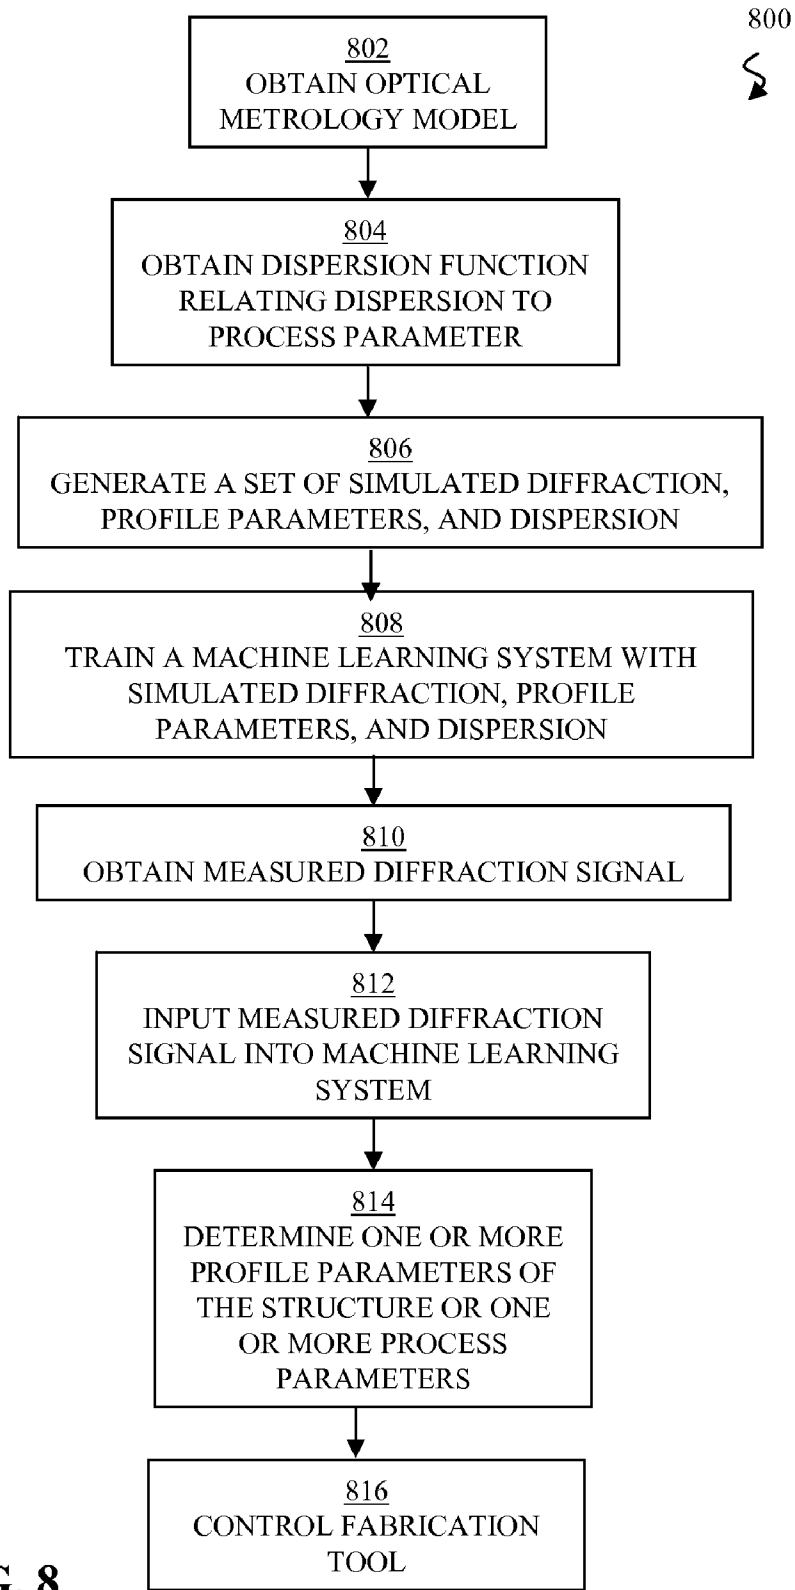 800
802
OBTAIN OPTICAL
METROLOGY MODEL
804
OBTAIN DISPERSION FUNCTION
RELATING DISPERSION TO
PROCESS PARAMETER
806
GENERATE A SET OF SIMULATED DIFFRACTION,
PROFILE PARAMETERS, AND DISPERSION
808
TRAIN A MACHINE LEARNING SYSTEM WITH
SIMULATED DIFFRACTION, PROFILE
PARAMETERS, AND DISPERSION
810
OBTAIN MEASURED DIFFRACTION SIGNAL
812
INPUT MEASURED DIFFRACTION
SIGNAL INTO MACHINE LEARNING
SYSTEM
814
DETERMINE ONE OR MORE
PROFILE PARAMETERS OF
THE STRUCTURE OR ONE
OR MORE PROCESS
PARAMETERS
816
CONTROL FABRICATION
TOOL
8